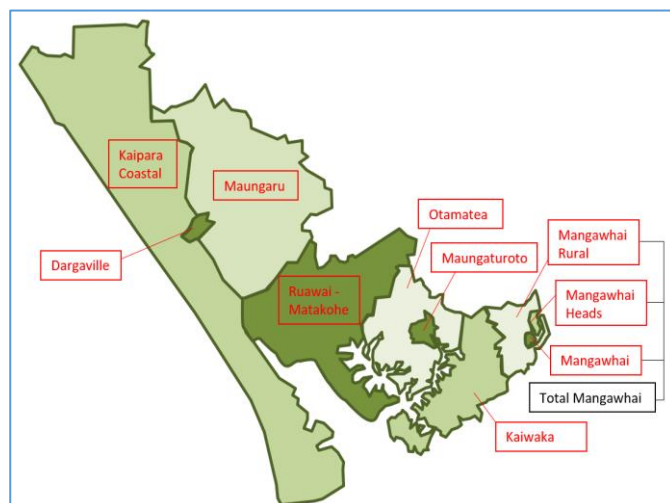 Kaipara
Coastal
Maungaru
Dargaville
Ruawai -
Matakohe
Otamatea
Maungaturoto
Mangawhai
Rural
Mangawhai
Heads
Mangawhai
Total Mangawhai
Kaiwaka